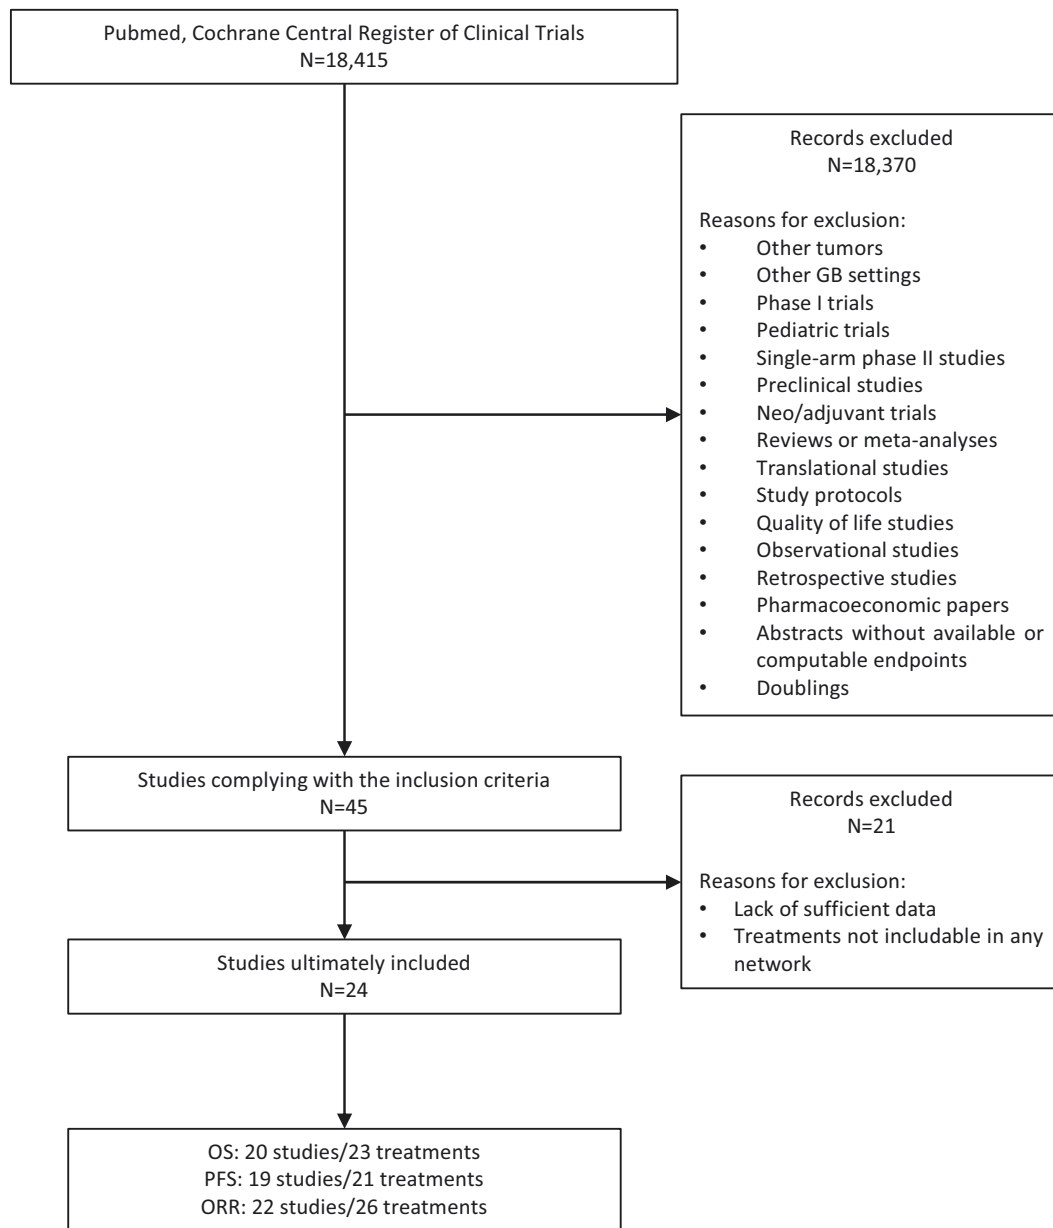 Pubmed, Cochrane Central Register of Clinical Trials
N=18,415
Records excluded
N=18,370
Reasons for exclusion:
• Other tumors
• Other GB settings
• Phase I trials
• Pediatric trials
• Single-arm phase II studies
• Preclinical studies
• Neo/adjuvant trials
• Reviews or meta-analyses
• Translational studies
• Study protocols
• Quality of life studies
• Observational studies
• Retrospective studies
• Pharmacoeconomic papers
• Abstracts without available or
computable endpoints
• Doublings
Studies complying with the inclusion criteria
N=45
Records excluded
N=21
Reasons for exclusion:
• Lack of sufficient data
• Treatments not includable in any
network
Studies ultimately included
N=24
OS: 20 studies/23 treatments
PFS: 19 studies/21 treatments
ORR: 22 studies/26 treatments